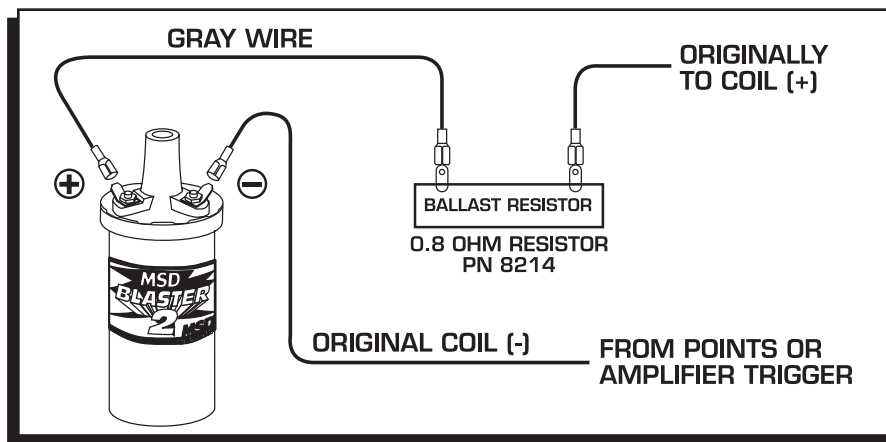 GRAY WIRE
ORIGINALLY
TO COIL (+)
+
−
BALLAST RESISTOR
0.8 OHM RESISTOR
PN 8214
MSD
BLASTER
2
MSD
ORIGINAL COIL (-)
FROM POINTS OR
AMPLIFIER TRIGGER